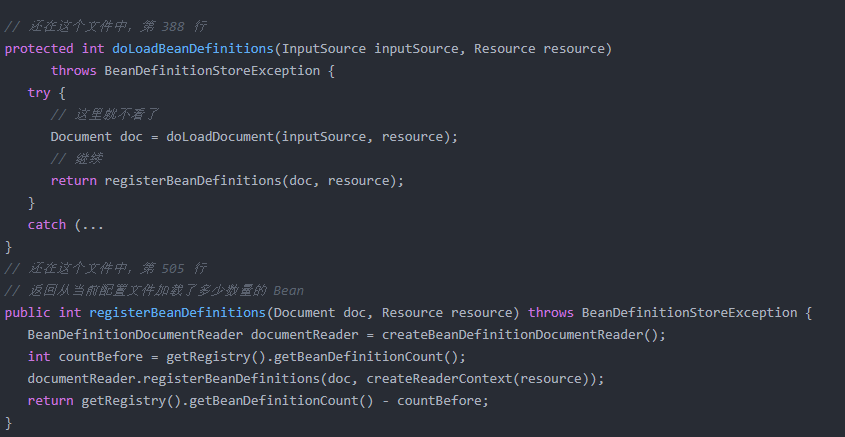 // 还在这个文件中，第 388 行
protected int doLoadBeanDefinitions(InputSource inputSource, Resource resource)
      throws BeanDefinitionStoreException {
   try {
      // 这里就不看了
      Document doc = doLoadDocument(inputSource, resource);
      // 继续
      return registerBeanDefinitions(doc, resource);
   }
   catch (...
}
// 还在这个文件中，第 505 行
// 返回从当前配置文件加载了多少数量的 Bean
public int registerBeanDefinitions(Document doc, Resource resource) throws BeanDefinitionStoreException {
   BeanDefinitionDocumentReader documentReader = createBeanDefinitionDocumentReader();
   int countBefore = getRegistry().getBeanDefinitionCount();
   documentReader.registerBeanDefinitions(doc, createReaderContext(resource));
   return getRegistry().getBeanDefinitionCount() - countBefore;
}